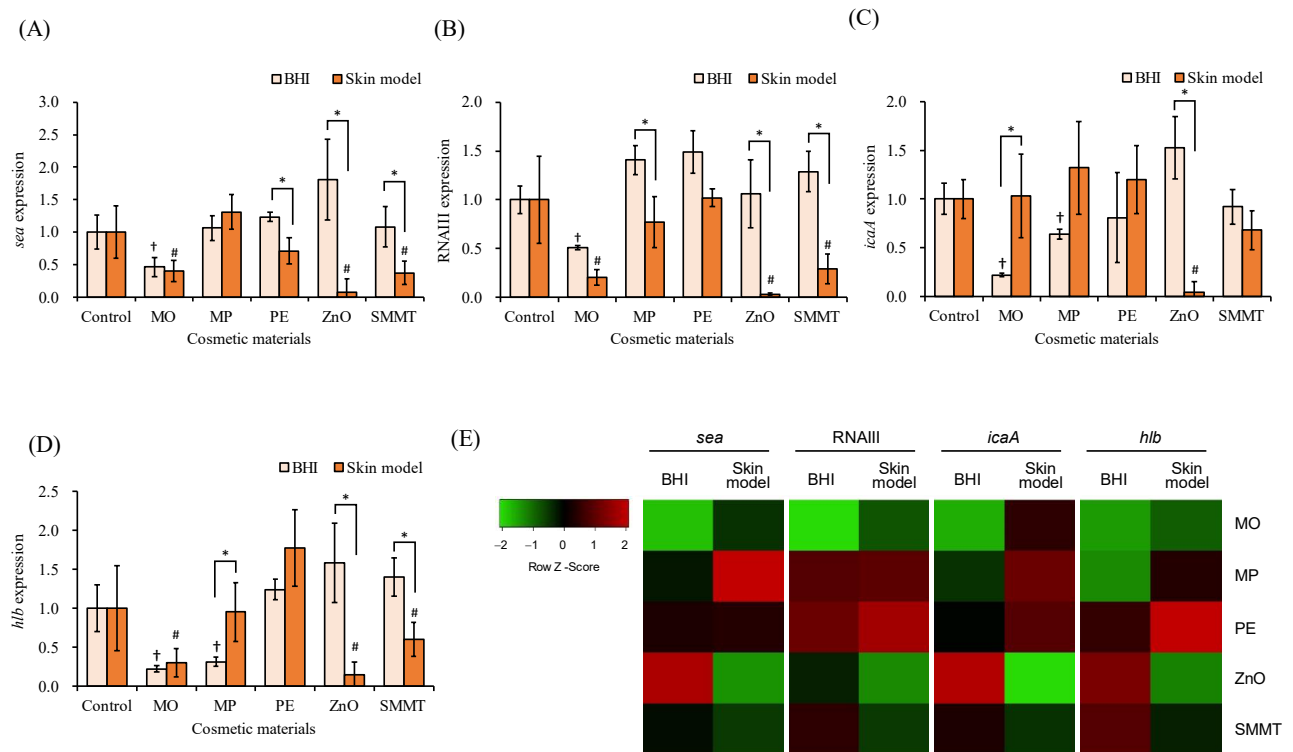 (A)
BHI Skin model
*
*
*
† # # #
3.0
2.5
2.0
1.5
1.0
0.5
0.0
sea expression
Control MO MP PE ZnO SMMT
Cosmetic materials
(B)
BHI Skin model
* * *
† # # #
2.0
1.5
1.0
0.5
0.0
RNAIII expression
Control MO MP PE ZnO SMMT
Cosmetic materials
(C)
BHI Skin model
* *
† † #
2.0
1.5
1.0
0.5
0.0
icaA expression
Control MO MP PE ZnO SMMT
Cosmetic materials
(D)
BHI Skin model
* * *
† # † # #
2.5
2.0
1.5
1.0
0.5
0.0
hlb expression
Control MO MP PE ZnO SMMT
Cosmetic materials
(E)
sea RNAIII icaA hlb
BHI Skin model BHI Skin model BHI Skin model BHI Skin model
−2 −1 0 1 2
Row Z -Score
MO
MP
PE
ZnO
SMMT